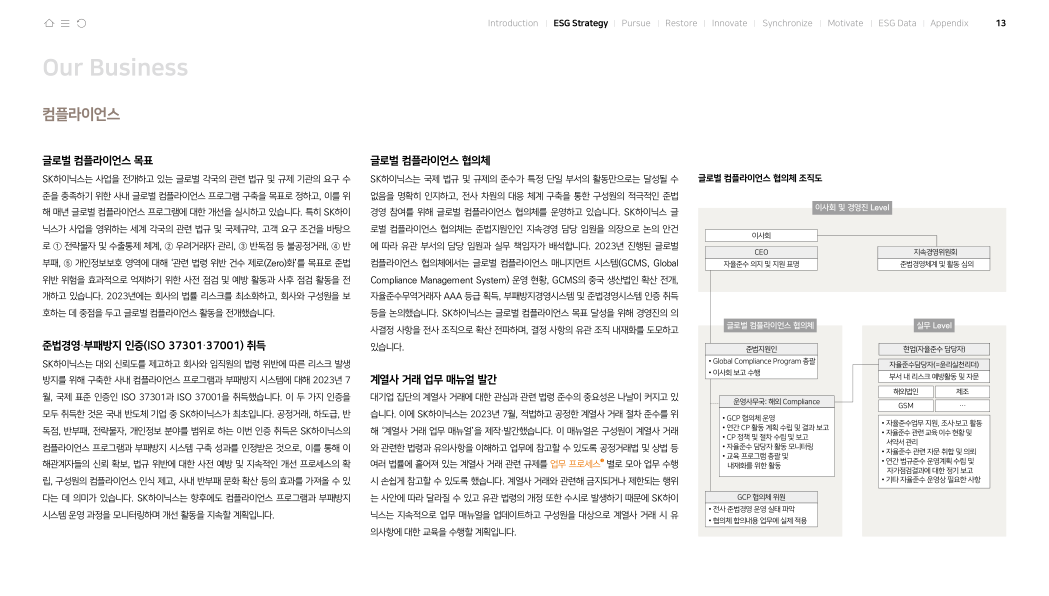 Introduction | ESG Strategy | Pursue | Restore | Innovate | Synchronize | Motivate | ESG Data | Appendix 13
Our Business
컴플라이언스
글로벌 컴플라이언스 목표
SK하이닉스는 사업을 전개하고 있는 글로벌 각국의 관련 법규 및 규제 기관의 요구 수
준을 충족하기 위한 사내 글로벌 컴플라이언스 프로그램 구축을 목표로 정하고, 이를 위
해 매년 글로벌 컴플라이언스 프로그램에 대한 개선을 실시하고 있습니다. 특히 SK하이
닉스가 사업을 영위하는 세계 각국의 관련 법규 및 국제규약, 고객 요구 조건을 바탕으
로 ① 전략물자 및 수출통제 체계, ② 우려거래자 관리, ③ 반독점 등 불공정거래, ④ 반
부패, ⑤ 개인정보보호 영역에 대해 '관련 법령 위반 건수 제로(Zero)화'를 목표로 준법
위반 위험을 효과적으로 억제하기 위한 사전 점검 및 예방 활동과 사후 점검 활동을 전
개하고 있습니다. 2023년에는 회사의 법률 리스크를 최소화하고, 회사와 구성원을 보
호하는 데 중점을 두고 글로벌 컴플라이언스 활동을 전개했습니다.
준법경영·부패방지 인증(ISO 37301·37001) 취득
SK하이닉스는 대외 신뢰도를 제고하고 회사와 임직원의 법령 위반에 따른 리스크 발생
방지를 위해 구축한 사내 컴플라이언스 프로그램과 부패방지 시스템에 대해 2023년 7
월, 국제 표준 인증인 ISO 37301과 ISO 37001을 취득했습니다. 이 두 가지 인증을
모두 취득한 것은 국내 반도체 기업 중 SK하이닉스가 최초입니다. 공정거래, 하도급, 반
독점, 반부패, 전략물자, 개인정보 분야를 범위로 하는 이번 인증 취득은 SK하이닉스의
컴플라이언스 프로그램과 부패방지 시스템 구축 성과를 인정받은 것으로, 이를 통해 이
해관계자들의 신뢰 확보, 법규 위반에 대한 사전 예방 및 지속적인 개선 프로세스의 확
립, 구성원의 컴플라이언스 인식 제고, 사내 반부패 문화 확산 등의 효과를 가져올 수 있
다는 데 의미가 있습니다. SK하이닉스는 향후에도 컴플라이언스 프로그램과 부패방지
시스템 운영 과정을 모니터링하며 개선 활동을 지속할 계획입니다.
글로벌 컴플라이언스 협의체
SK하이닉스는 국제 법규 및 규제의 준수가 특정 단일 부서의 활동만으로는 달성될 수
없음을 명확히 인지하고, 전사 차원의 대응 체계 구축을 통한 구성원의 적극적인 준법
경영 참여를 위해 글로벌 컴플라이언스 협의체를 운영하고 있습니다. SK하이닉스 글
로벌 컴플라이언스 협의체는 준법지원인인 지속경영 담당 임원을 의장으로 논의 안건
에 따라 유관 부서의 담당 임원과 실무 책임자가 배석합니다. 2023년 진행된 글로벌
컴플라이언스 협의체에서는 글로벌 컴플라이언스 매니지먼트 시스템(GCMS, Global
Compliance Management System) 운영 현황, GCMS의 중국 생산법인 확산 전개,
자율준수무역거래자 AAA 등급 획득, 부패방지경영시스템 및 준법경영시스템 인증 취득
등을 논의했습니다. SK하이닉스는 글로벌 컴플라이언스 목표 달성을 위해 경영진의 의
사결정 사항을 전사 조직으로 확산 전파하며, 결정 사항의 유관 조직 내재화를 도모하고
있습니다.
계열사 거래 업무 매뉴얼 발간
대기업 집단의 계열사 거래에 대한 관심과 관련 법령 준수의 중요성은 나날이 커지고 있
습니다. 이에 SK하이닉스는 2023년 7월, 적법하고 공정한 계열사 거래 절차 준수를 위
해 '계열사 거래 업무 매뉴얼'을 제작·발간했습니다. 이 매뉴얼은 구성원이 계열사 거래
와 관련한 법령과 유의사항을 이해하고 업무에 참고할 수 있도록 공정거래법 및 상법 등
여러 법률에 흩어져 있는 계열사 거래 관련 규제를 업무 프로세스 별로 모아 업무 수행
시 손쉽게 참고할 수 있도록 했습니다. 계열사 거래와 관련해 금지되거나 제한되는 행위
는 사안에 따라 달라질 수 있고 유관 법령의 개정 또한 수시로 발생하기 때문에 SK하이
닉스는 지속적으로 업무 매뉴얼을 업데이트하고 구성원을 대상으로 계열사 거래 시 유
의사항에 대한 교육을 수행할 계획입니다.
글로벌 컴플라이언스 협의체 조직도
이사회 및 경영진 Level
이사회
CEO
자율준수 의지 및 지원 표명
지속경영위원회
준법경영체계 및 활동 심의
글로벌 컴플라이언스 협의체
준법지원인
• Global Compliance Program 총괄
• 이사회 보고 수행
운영사무국: 해외 Compliance
• GCP 협의체 운영
• 연간 CP 활동 계획 수립 및 결과 보고
• CP 정책 및 절차 수립 및 보고
• 자율준수 담당자 활동 모니터링
• 교육 프로그램 총괄 및
내재화를 위한 활동
GCP 협의체 위원
• 전사 준법경영 운영 실태 파악
• 협의체 합의내용 업무에 실제 적용
실무 Level
현업(자율준수 담당자)
자율준수담당자(=윤리실천리더)
부서 내 리스크 예방활동 및 자문
해외법인 제조
GSM ...
• 자율준수업무 지원, 조사·보고 활동
• 자율준수 관련 교육 이수 현황 및
서약서 관리
• 자율준수 관련 자문 취합 및 의뢰
• 연간 법규준수 운영계획 수립 및
자가점검결과에 대한 정기 보고
• 기타 자율준수 운영상 필요한 사항